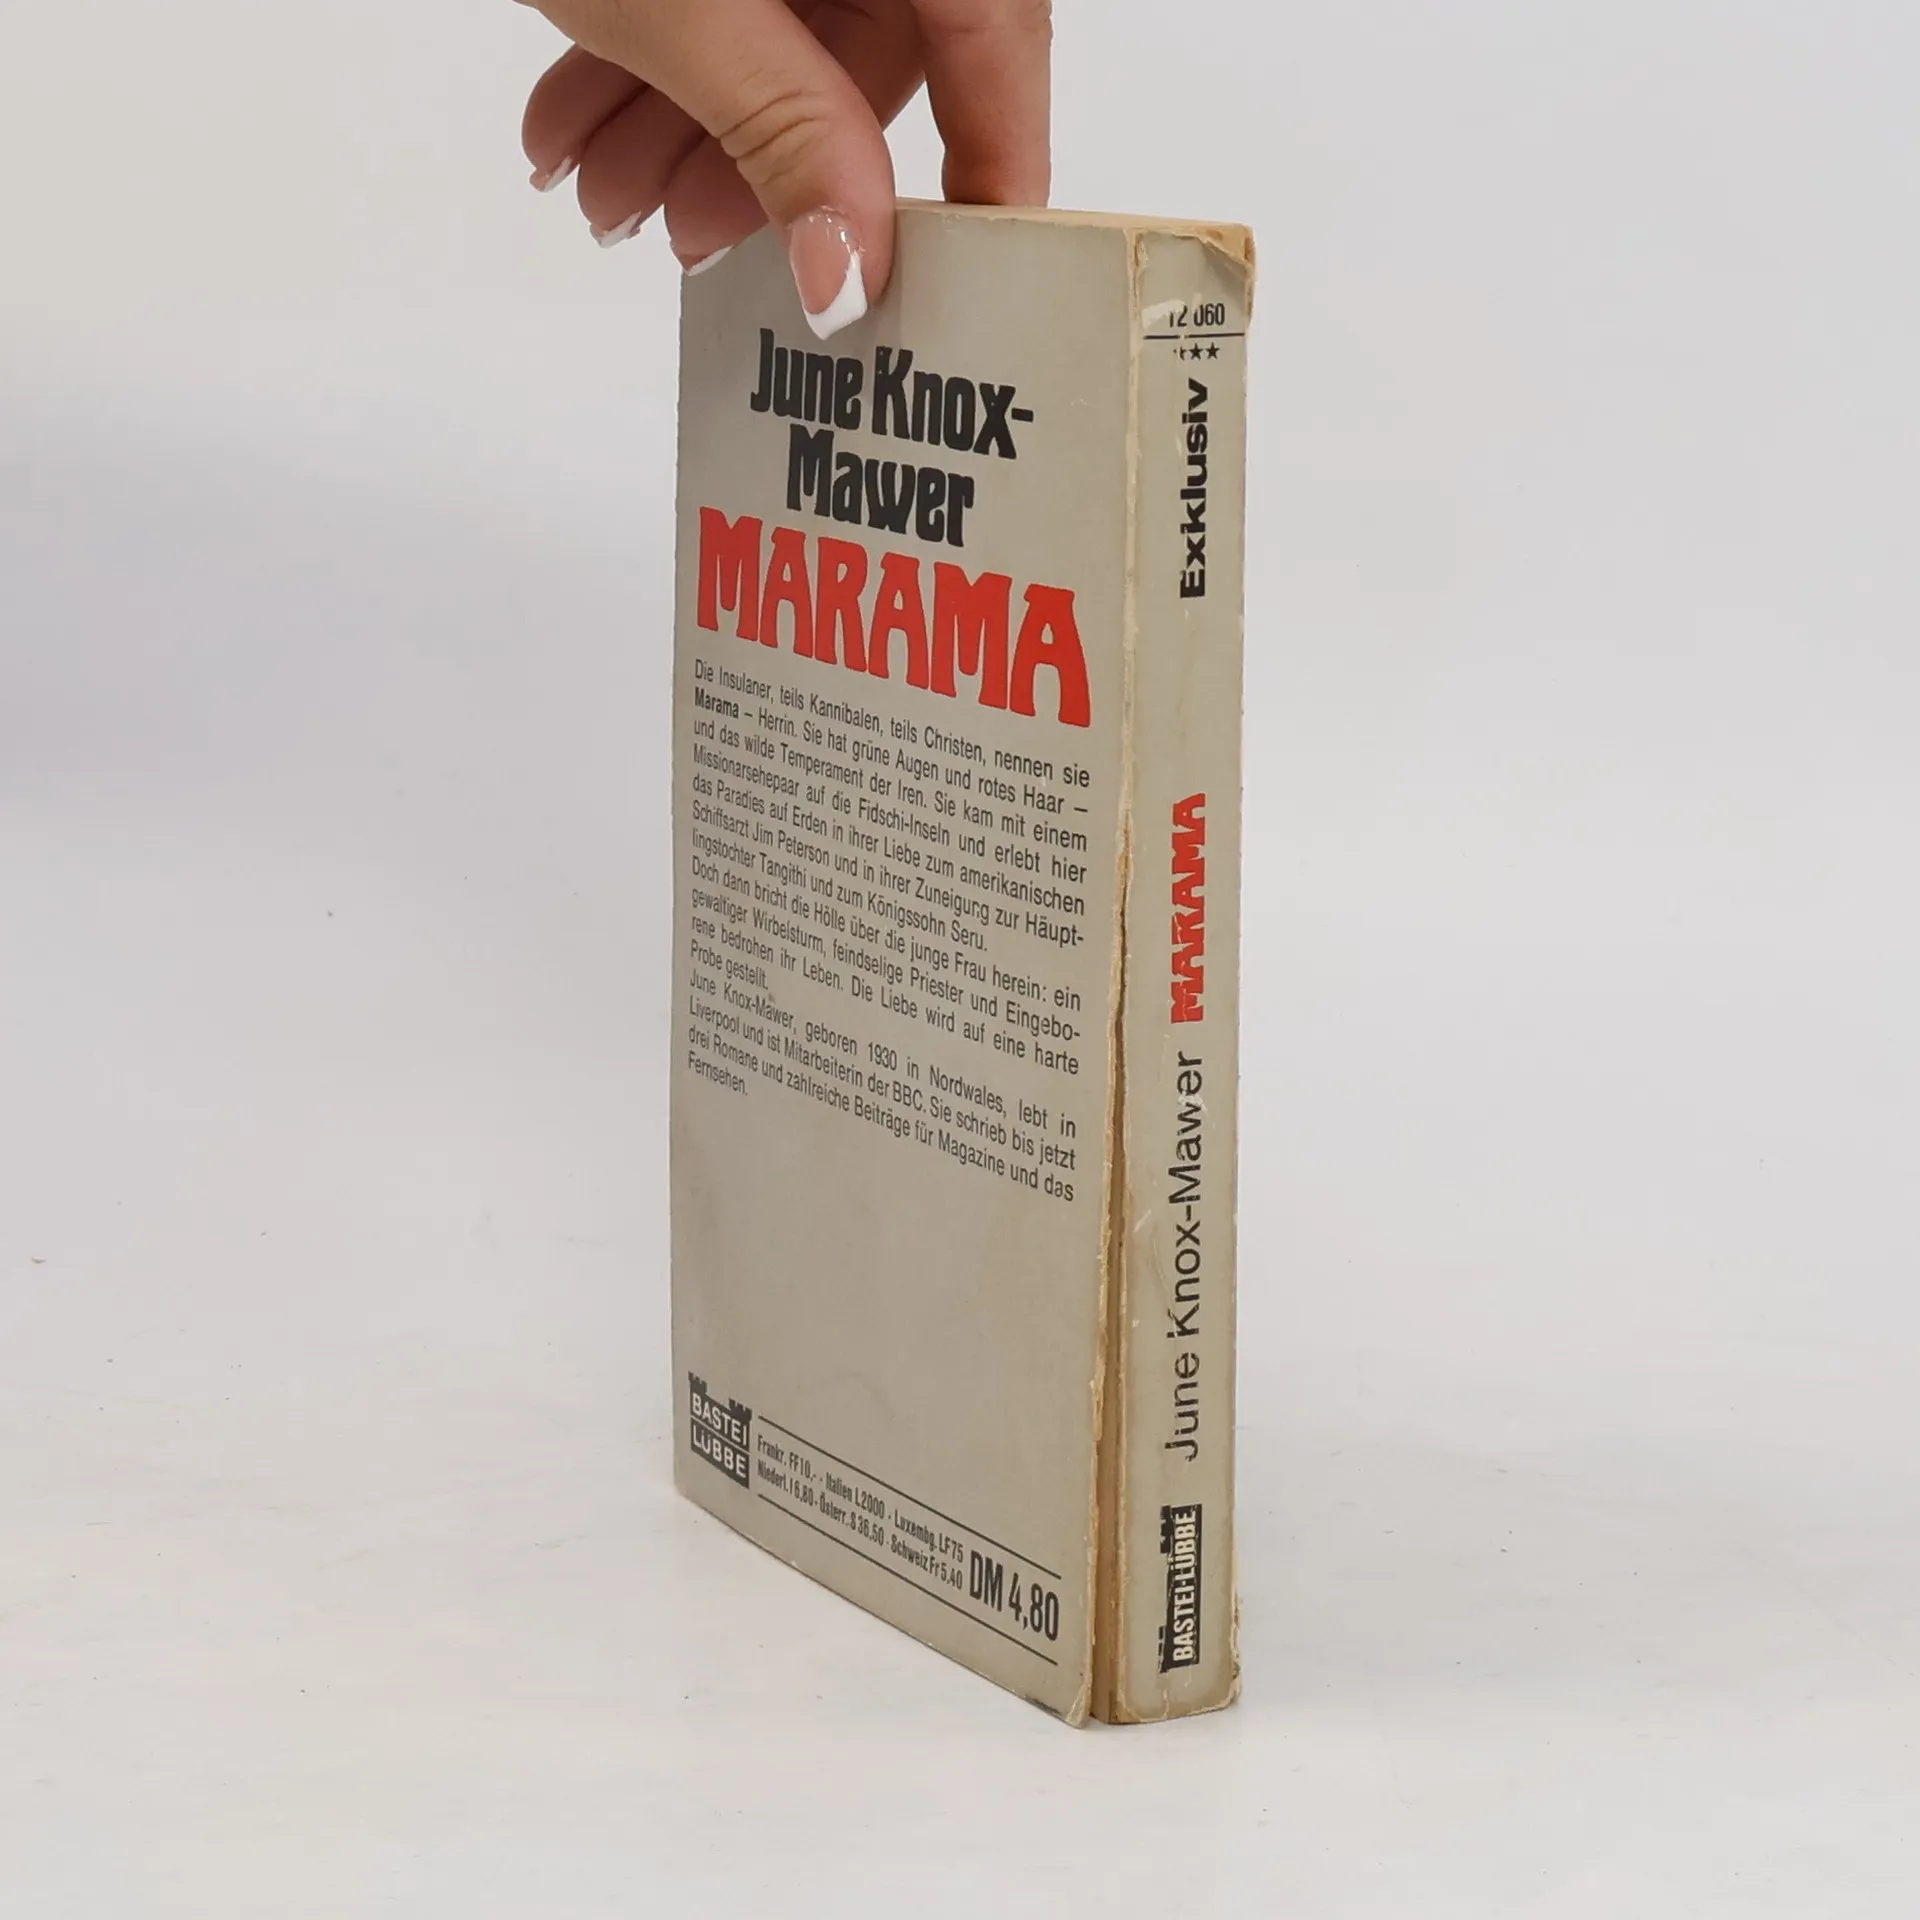 June Knox-
Mawer
MARAMA
Die Insulaner, teils Kannibalen, teils Christen, nennen sie
Marama – Herrin. Sie hat grüne Augen und rotes Haar –
und das wilde Temperament der Iren. Sie kam mit einem
Missionarsehepaar auf die Fidschi-Inseln und erlebt hier
das Paradies auf Erden in ihrer Liebe zum amerikanischen
Schiffsarzt Jim Peterson und in ihrer Zuneigung zur Häupt-
lingstochter Tangithi und zum Königssohn Seru.
Doch dann bricht die Hölle über die junge Frau herein: ein
gewaltiger Wirbelsturm, feindselige Priester und Eingebo-
rene bedrohen ihr Leben. Die Liebe wird auf eine harte
Probe gestellt.
June Knox-Mawer, geboren 1930 in Nordwales, lebt in
Liverpool und ist Mitarbeiterin der BBC. Sie schrieb bis jetzt
drei Romane und zahlreiche Beiträge für Magazine und das
Fernsehen.
BASTEI
LÜBBE
Frankr. FF10,- · Italien L2000 · Luxembg. LF75
Niederl. f 6,80 · Österr. S 36,50 · Schweiz Fr 5,40
DM 4,80
12 060
★★★
Exklusiv
MARAMA
June Knox-Mawer
BASTEI-LÜBBE